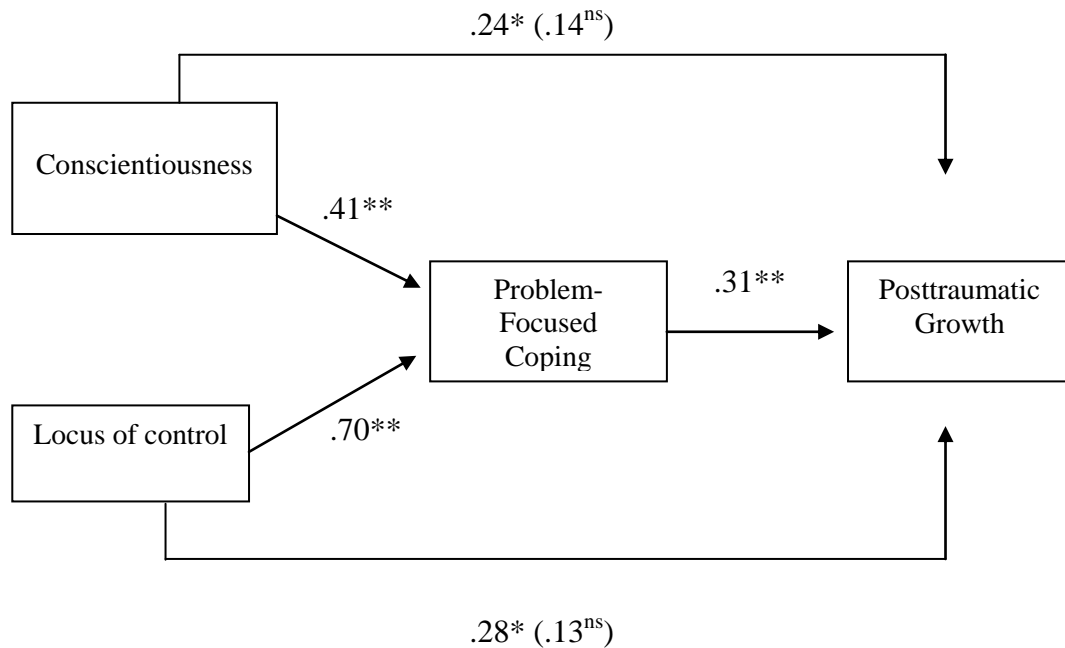 .24* (.14ns)
Conscientiousness
.41**
Problem-
Focused
Coping
.31**
Posttraumatic
Growth
Locus of control
.70**
.28* (.13ns)